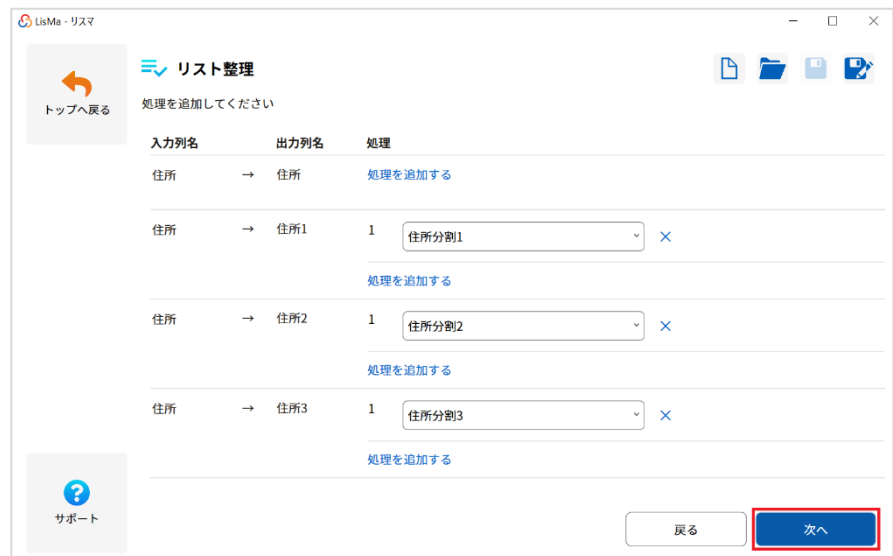 LisMa - リスマ
トップへ戻る
リスト整理
処理を追加してください
入力列名 出力列名 処理
住所 → 住所 処理を追加する
住所 → 住所1 1 住所分割1 ×
処理を追加する
住所 → 住所2 1 住所分割2 ×
処理を追加する
住所 → 住所3 1 住所分割3 ×
処理を追加する
?
サポート
戻る 次へ